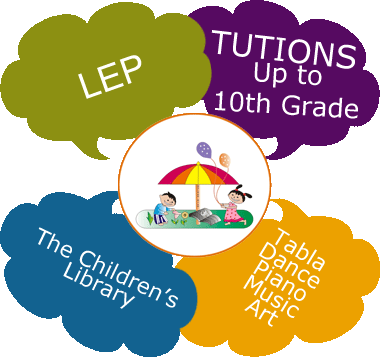 LEP
TUTIONS
Up to
10th Grade
The Children's
Library
Tabla
Dance
Piano
Music
Art